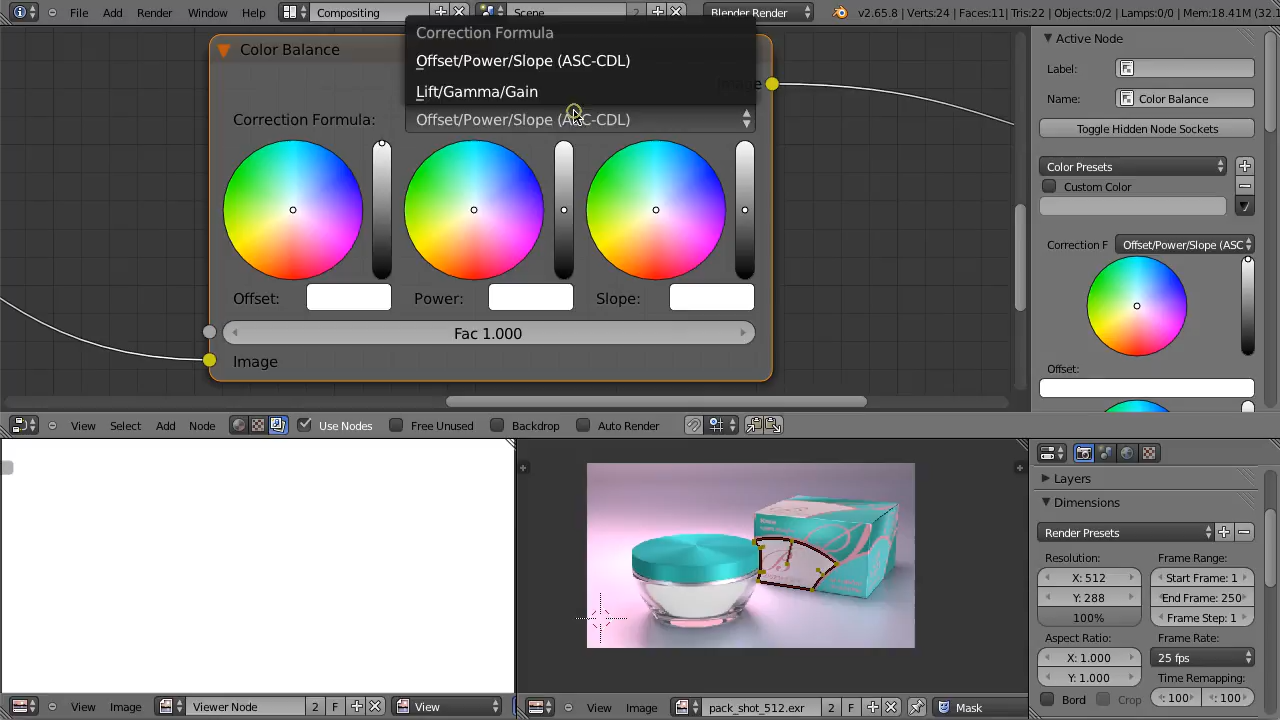 File Add Render Window Help Compositing Scene 2 Blender Render v2.65.8 | Verts:24 | Faces:11| Tris:22 | Objects:0/2 | Lamps:0/0 | Mem:18.41M
Color Balance
Correction Formula
Offset/Power/Slope (ASC-CDL)
Lift/Gamma/Gain
Image
Correction Formula: Offset/Power/Slope (ASC-CDL)
Offset: Power: Slope:
Fac 1.000
Image
Active Node
Label:
Name: Color Balance
Toggle Hidden Node Sockets
Color Presets
Custom Color
Correction F Offset/Power/Slope (ASC
Offset:
View Select Add Node Use Nodes Free Unused Backdrop Auto Render
Layers
Dimensions
Render Presets
Resolution: Frame Range:
X: 512 Start Frame: 1
Y: 288 End Frame: 250
100% Frame Step: 1
Aspect Ratio: Frame Rate:
X: 1.000 25 fps
Y: 1.000 Time Remapping:
Bord Crop : 100 : 100
View Image Viewer Node 2 F View
View Image pack_shot_512.exr 2 F Mask